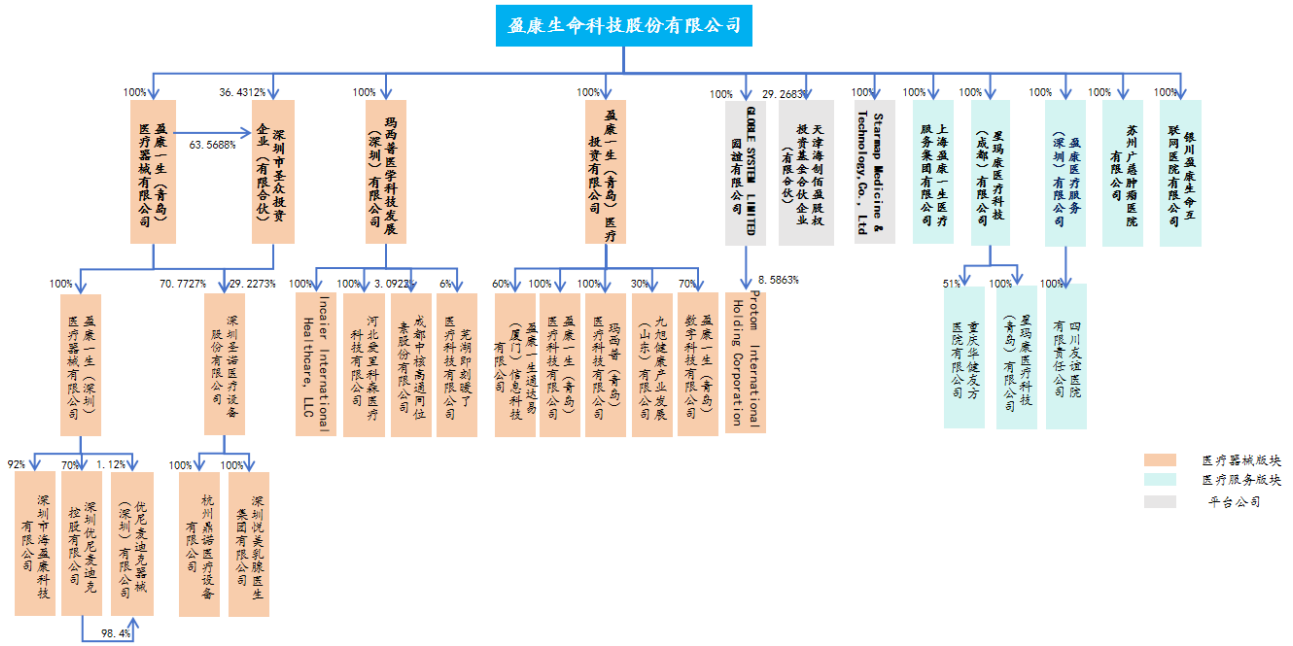 盈康生命科技股份有限公司
100%
36.4312%
100%
100%
100%
29.2683%
100%
100%
100%
100%
100%
100%
盈康一生（青岛）
医疗器械有限公司
63.5688%
深圳市圣众投资
企业（有限合伙）
玛西普医学科技发展
（深圳）有限公司
盈康一生（青岛）医疗
投资有限公司
GLOBLE SYSTEM LIMITED
有限公司
天津海创佰盈股权
投资基金合伙企业
（有限合伙）
Starmap Medicine &
Technology.Co., Ltd
上海盈康一生医疗
服务集团有限公司
星玛康医疗科技
（成都）有限公司
盈康医疗服务
（深圳）有限公司
苏州广慈肿瘤医院
有限公司
银川盈康生命互
联网医院有限公司
100%
70.7727%
29.2273%
100%
100%
3.0922%
6%
60%
100%
100%
30%
70%
8.5863%
51%
100%
100%
盈康一生（深圳）
医疗器械有限公司
深圳圣诺医疗设备
股份有限公司
Incaier International
Healthcare, LLC
河北爱里科森医疗
科技有限公司
成都中核高通同位
素股份有限公司
芜湖即刻暖了
医疗科技有限公司
盈康一生通达易
（厦门）信息科技
有限公司
盈康一生（青岛）
医疗科技有限公司
玛西普（青岛）
医疗科技有限公司
九旭健康产业发展
（山东）有限公司
盈康一生（青岛）
数字科技有限公司
Protom International
Holding Corporation
重庆华健友方
医院有限公司
星玛康医疗科技
（青岛）有限公司
四川友谊医院
有限责任公司
92%
70%
1.12%
100%
100%
深圳市海盈康科技
有限公司
深圳优尼麦迪克
控股有限公司
优尼麦迪克器械
（深圳）有限公司
杭州鼎诺医疗设备
有限公司
深圳悦美乳腺医生
集团有限公司
98.4%
医疗器械版块
医疗服务版块
平台公司